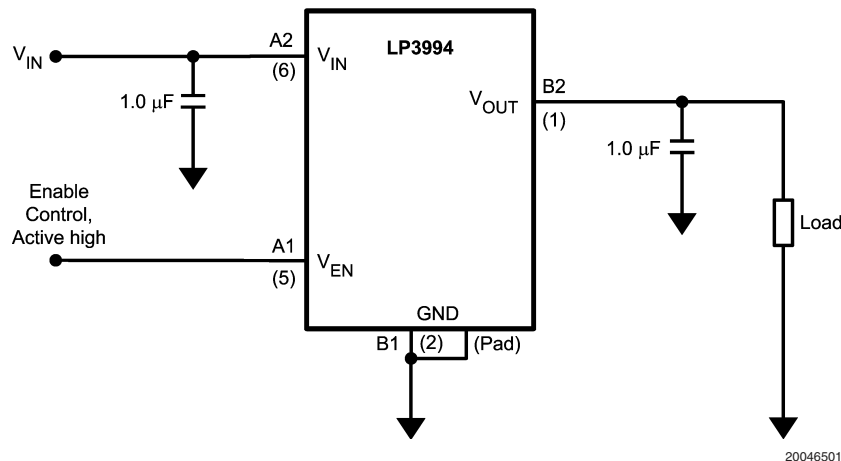 LP3994
V_IN
A2
(6)
V_IN
1.0 μF
V_OUT
B2
(1)
1.0 μF
Load
Enable
Control,
Active high
A1
(5)
V_EN
GND
B1
(2)
(Pad)
20046501